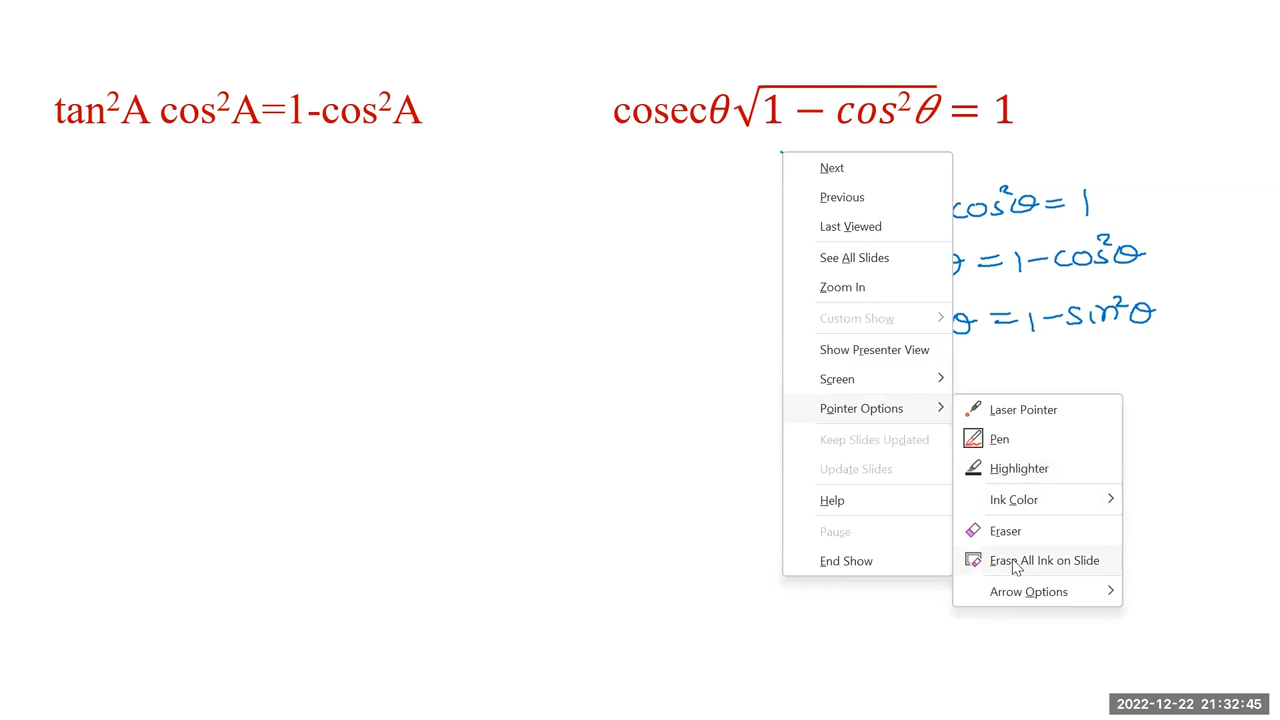 tan²A cos²A=1-cos²A
cosecθ√1 − cos²θ = 1
cos²θ = 1
θ = 1 − cos²θ
θ = 1 − sin²θ
Next
Previous
Last Viewed
See All Slides
Zoom In
Custom Show
Show Presenter View
Screen
Pointer Options
Keep Slides Updated
Update Slides
Help
Pause
End Show
Laser Pointer
Pen
Highlighter
Ink Color
Eraser
Erase All Ink on Slide
Arrow Options
2022-12-22 21:32:45